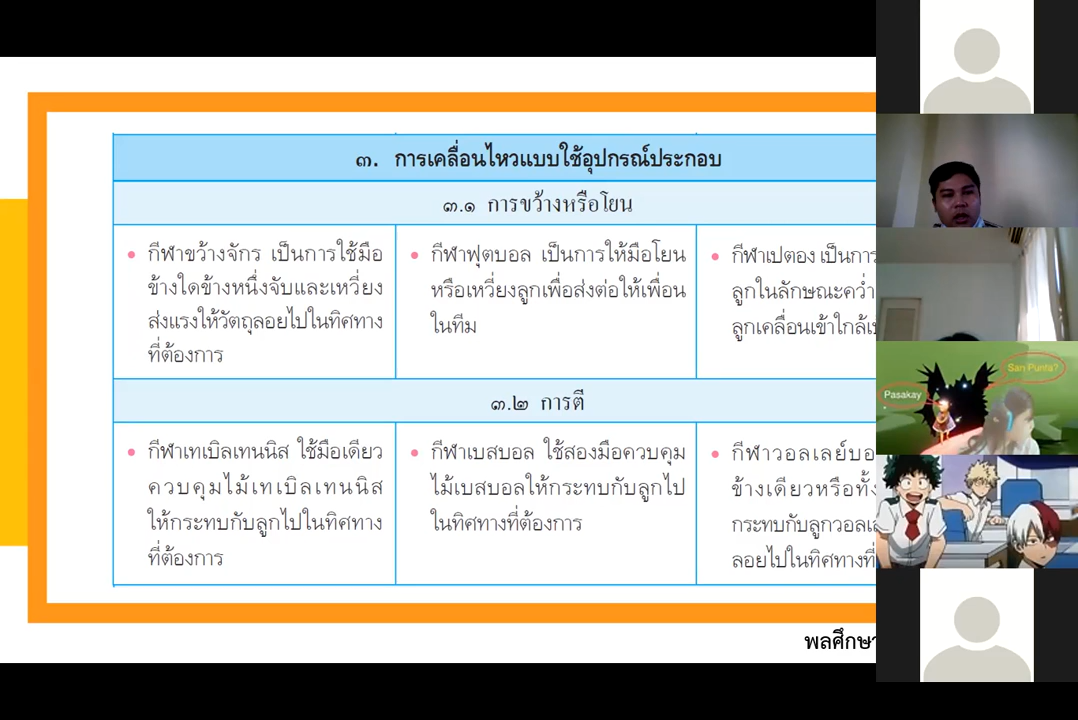 ๓. การเคลื่อนไหวแบบใช้อุปกรณ์ประกอบ
๓.๑ การขว้างหรือโยน
• กีฬาขว้างจักร เป็นการใช้มือ
ข้างใดข้างหนึ่งจับและเหวี่ยง
ส่งแรงให้วัตถุลอยไปในทิศทาง
ที่ต้องการ
• กีฬาฟุตบอล เป็นการให้มือโยน
หรือเหวี่ยงลูกเพื่อส่งต่อให้เพื่อน
ในทีม
• กีฬาเปตอง เป็นการ
ลูกในลักษณะคว่ำ
ลูกเคลื่อนเข้าใกล้
๓.๒ การตี
• กีฬาเทเบิลเทนนิส ใช้มือเดียว
ควบคุมไม้เทเบิลเทนนิส
ให้กระทบกับลูกไปในทิศทาง
ที่ต้องการ
• กีฬาเบสบอล ใช้สองมือควบคุม
ไม้เบสบอลให้กระทบกับลูกไป
ในทิศทางที่ต้องการ
• กีฬาวอลเลย์บอ
ข้างเดียวหรือทั้ง
กระทบกับลูกวอลเล
ลอยไปในทิศทางที่
พลศึกษา
Pasakay
San Punta?